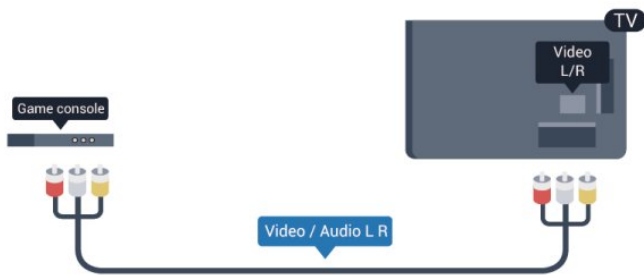 TV
Video
L/R
Game console
Video / Audio L R